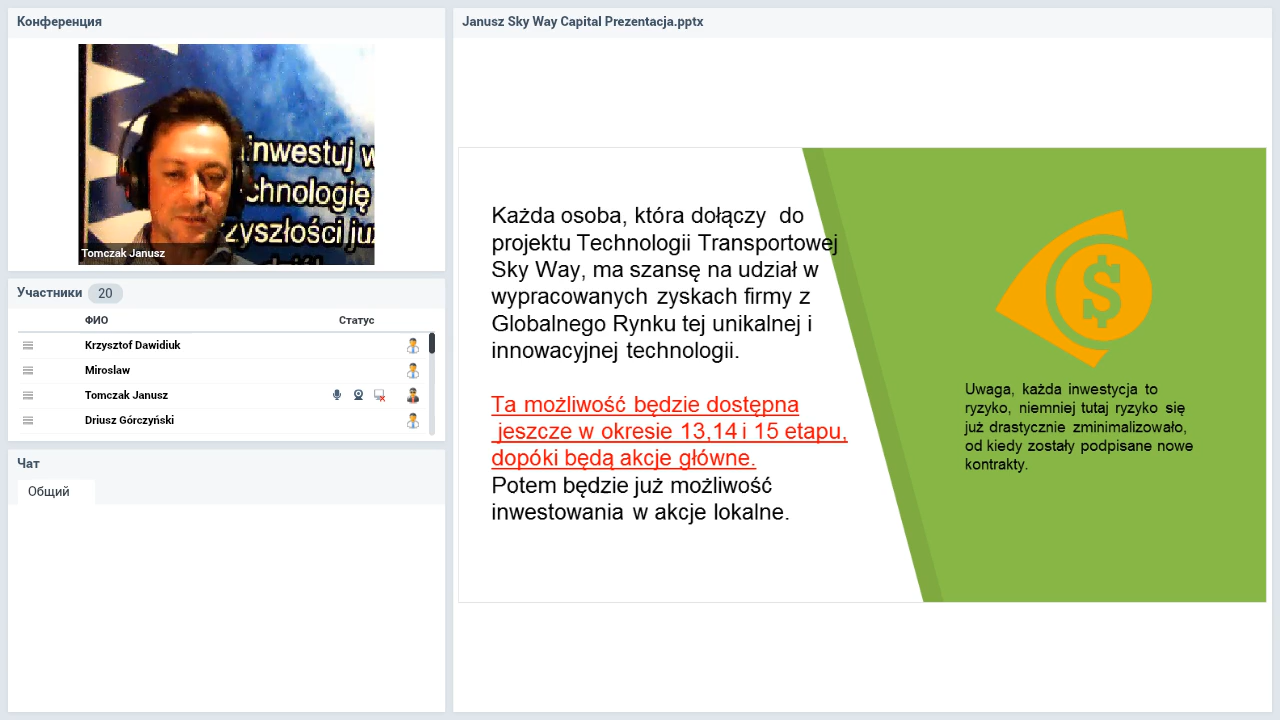 Конференция
inwestuj w
chnologię
zyszłości już
Tomczak Janusz
Участники 20
ФИО Статус
Krzysztof Dawidiuk
Miroslaw
Tomczak Janusz
Driusz Górczyński
Чат
Общий
Janusz Sky Way Capital Prezentacja.pptx
Każda osoba, która dołączy do
projektu Technologii Transportowej
Sky Way, ma szansę na udział w
wypracowanych zyskach firmy z
Globalnego Rynku tej unikalnej i
innowacyjnej technologii.
Ta możliwość będzie dostępna
jeszcze w okresie 13,14 i 15 etapu,
dopóki będą akcje główne.
Potem będzie już możliwość
inwestowania w akcje lokalne.
$
Uwaga, każda inwestycja to
ryzyko, niemniej tutaj ryzyko się
już drastycznie zminimalizowało,
od kiedy zostały podpisane nowe
kontrakty.